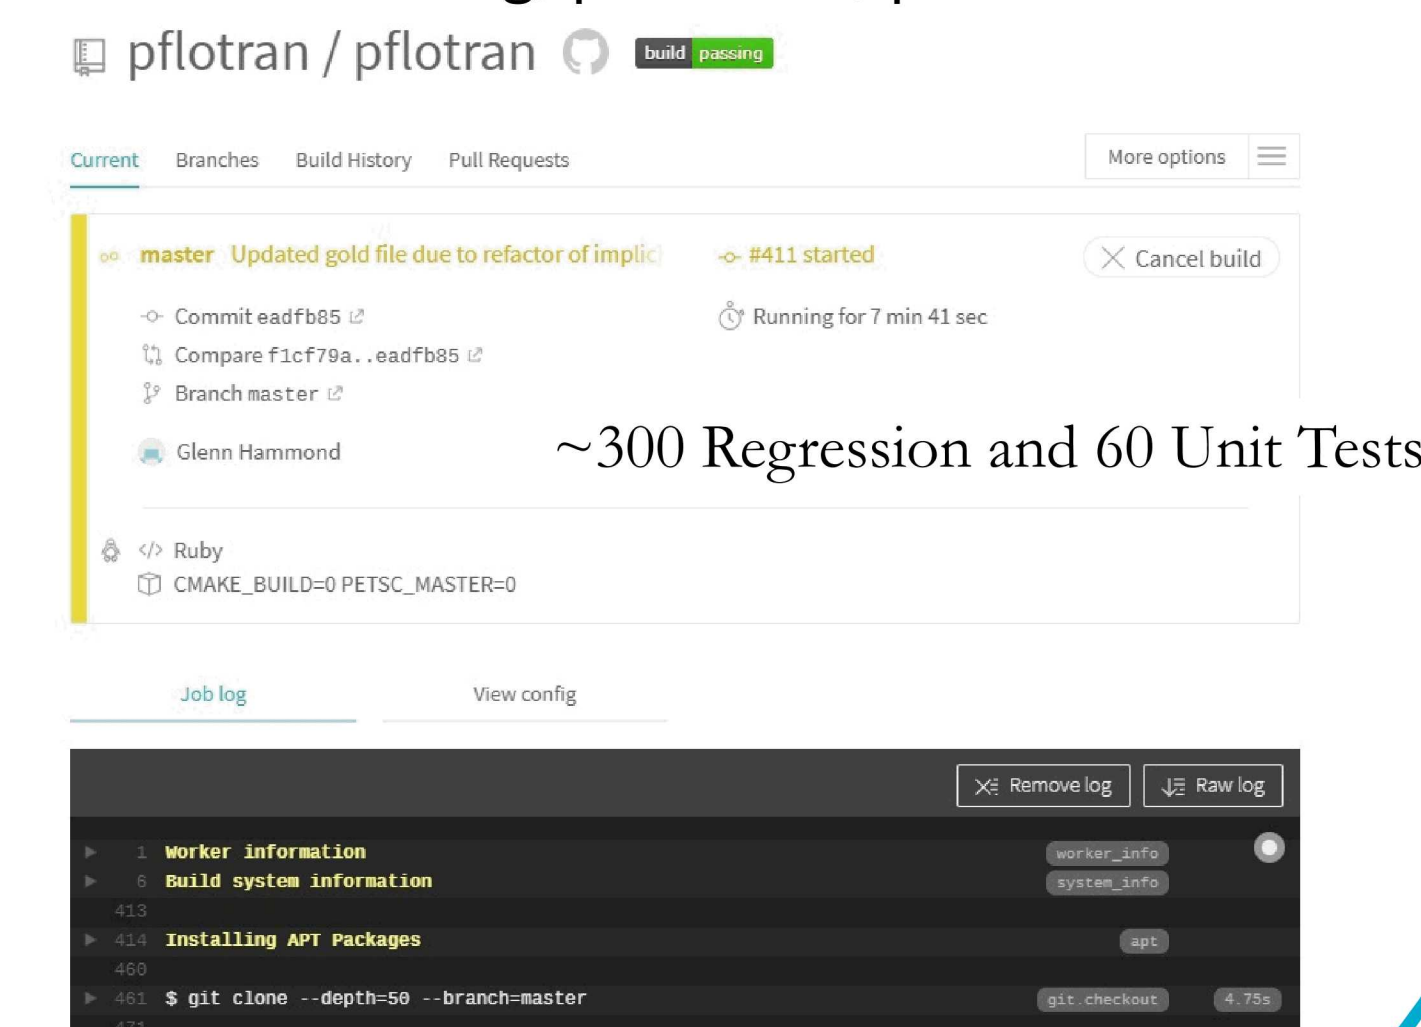 pflotran / pflotran build passing
Current Branches Build History Pull Requests More options
master Updated gold file due to refactor of implic
#411 started
Cancel build
Commit eadfb85
Running for 7 min 41 sec
Compare f1cf79a..eadfb85
Branch master
Glenn Hammond
~300 Regression and 60 Unit Tests
</> Ruby
CMAKE_BUILD=0 PETSC_MASTER=0
Job log View config
Remove log Raw log
1 Worker information worker_info
6 Build system information system_info
413
414 Installing APT Packages apt
460
461 $ git clone --depth=50 --branch=master git.checkout 4.75s
471